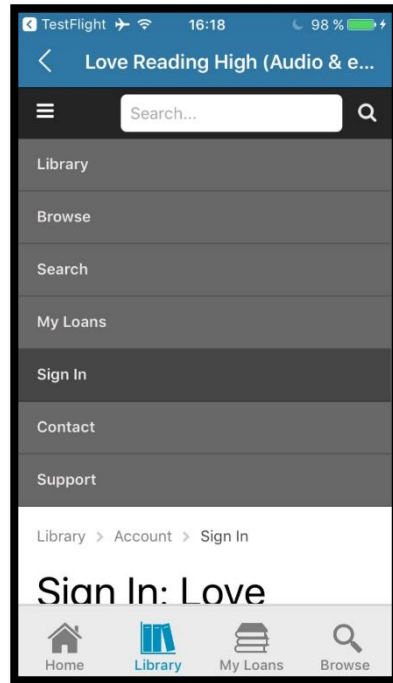 TestFlight 16:18 98 %
Love Reading High (Audio & e...
Search...
Library
Browse
Search
My Loans
Sign In
Contact
Support
Library > Account > Sign In
Sign In: Love
Home Library My Loans Browse